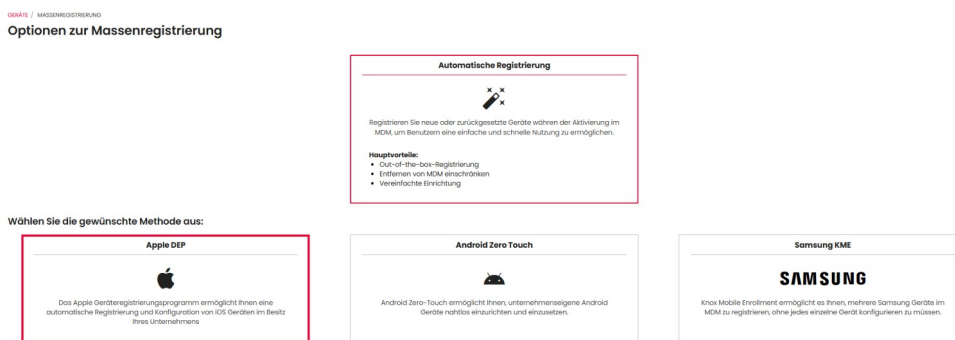 GERÄTE / MASSENREGISTRIERUNG
Optionen zur Massenregistrierung
Automatische Registrierung
Registrieren Sie neue oder zurückgesetzte Geräte während der Aktivierung im
MDM, um Benutzern eine einfache und schnelle Nutzung zu ermöglichen.
Hauptvorteile:
• Out-of-the-box-Registrierung
• Entfernen von MDM einschränken
• Vereinfachte Einrichtung
Wählen Sie die gewünschte Methode aus:
Apple DEP
Das Apple Geräteregistrierungsprogramm ermöglicht Ihnen eine
automatische Registrierung und Konfiguration von iOS Geräten im Besitz
Ihres Unternehmens
Android Zero Touch
Android Zero-Touch ermöglicht Ihnen, unternehmenseigene Android
Geräte nahtlos einzurichten und einzusetzen.
Samsung KME
SAMSUNG
Knox Mobile Enrollment ermöglicht es Ihnen, mehrere Samsung Geräte im
MDM zu registrieren, ohne jedes einzelne Gerät konfigurieren zu müssen.